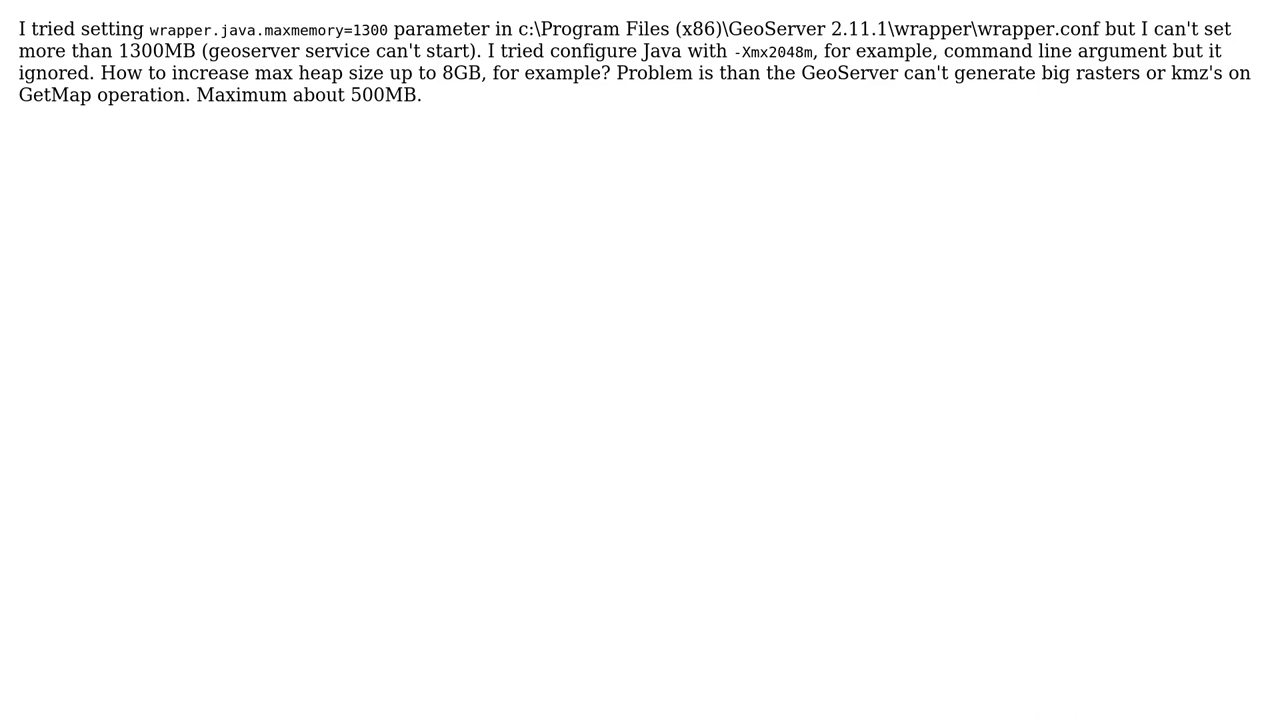 I tried setting wrapper.java.maxmemory=1300 parameter in c:\Program Files (x86)\GeoServer 2.11.1\wrapper\wrapper.conf but I can't set
more than 1300MB (geoserver service can't start). I tried configure Java with -Xmx2048m, for example, command line argument but it
ignored. How to increase max heap size up to 8GB, for example? Problem is than the GeoServer can't generate big rasters or kmz's on
GetMap operation. Maximum about 500MB.